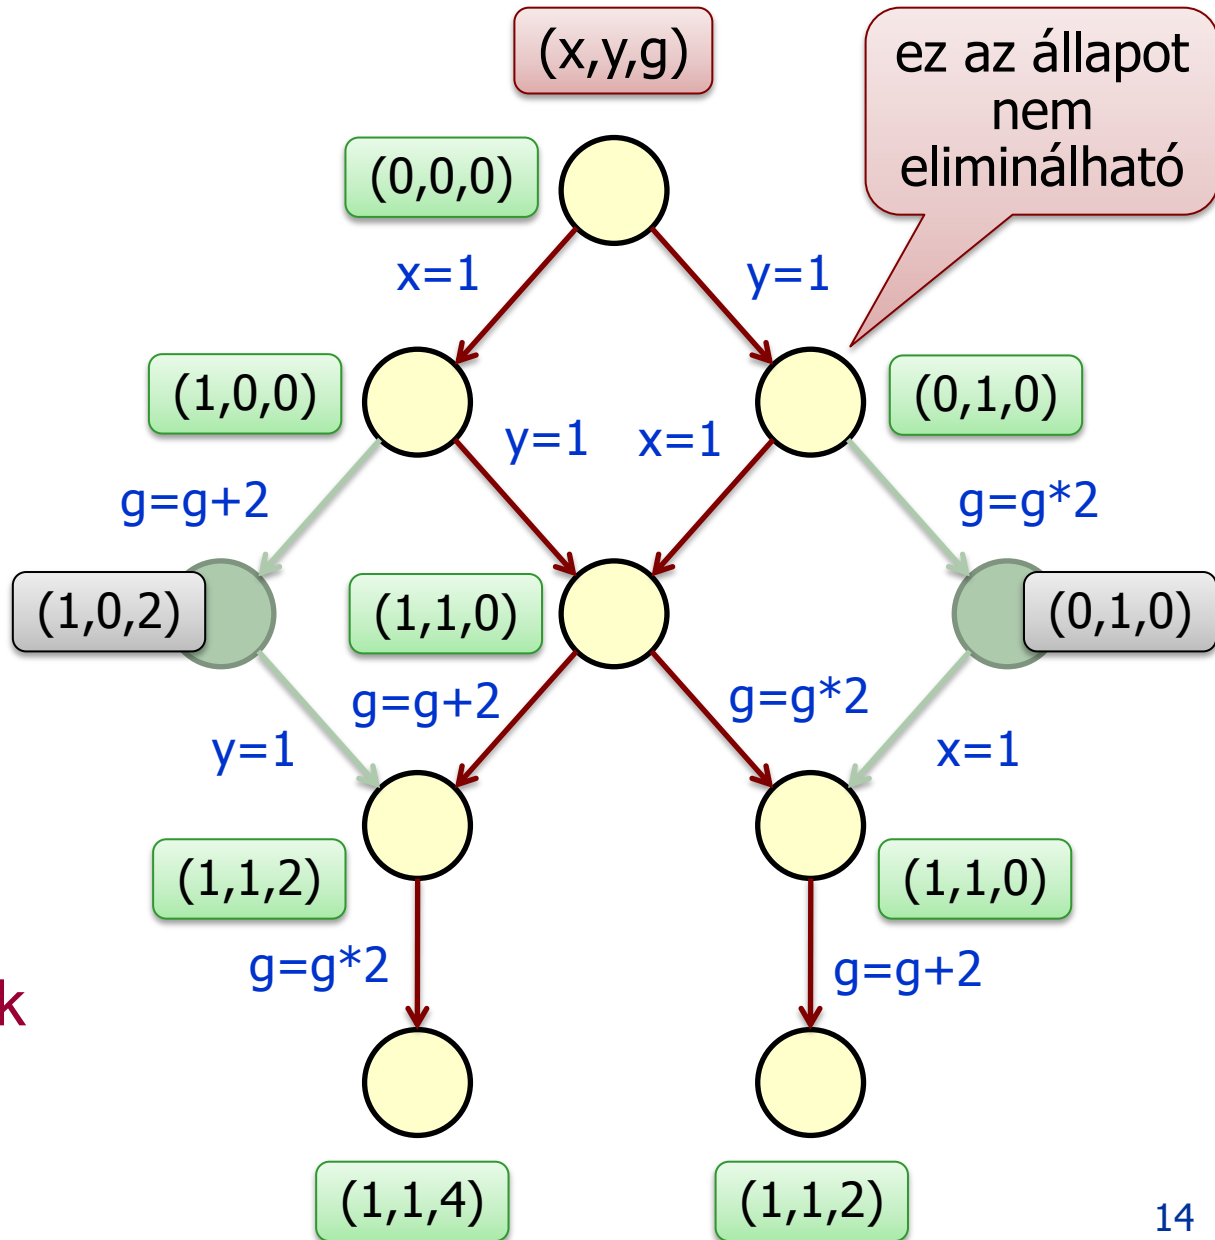 (x,y,g)
ez az állapot
nem
eliminálható
(0,0,0)
x=1
y=1
(1,0,0)
(0,1,0)
y=1
x=1
g=g+2
g=g*2
(1,0,2)
(1,1,0)
(0,1,0)
g=g+2
g=g*2
y=1
x=1
(1,1,2)
(1,1,0)
g=g*2
g=g+2
k
(1,1,4)
(1,1,2)
14